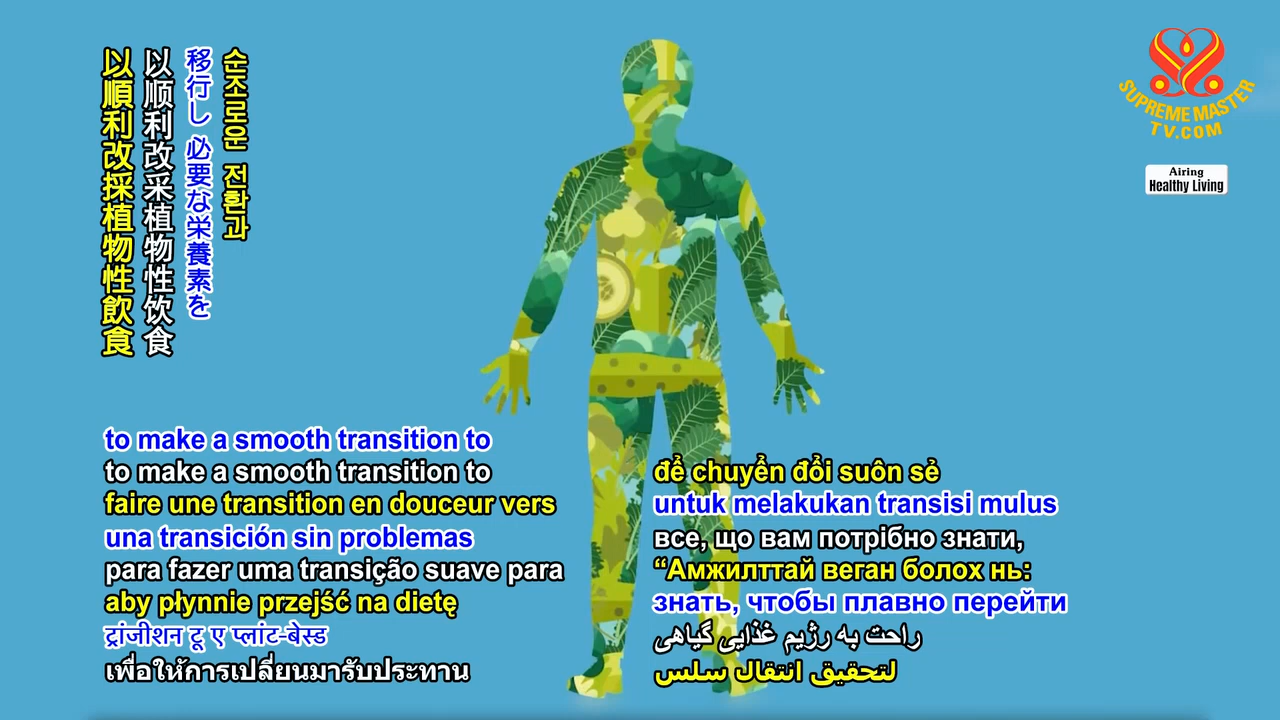 以順利改採植物性飲食
以顺利改采植物性饮食
移行し 必要な栄養素を
순조로운 전환과
SUPREME MASTER
TV.COM
Airing
Healthy Living
to make a smooth transition to
to make a smooth transition to
faire une transition en douceur vers
una transición sin problemas
para fazer uma transição suave para
aby płynnie przejść na dietę
ट्रांजीशन टू ए प्लांट-बेस्ड
เพื่อให้การเปลี่ยนมารับประทาน
để chuyển đổi suôn sẻ
untuk melakukan transisi mulus
все, що вам потрібно знати,
“Амжилттай веган болох нь:
знать, чтобы плавно перейти
راحت به رژیم غذایی گیاهی
لتحقيق انتقال سلس